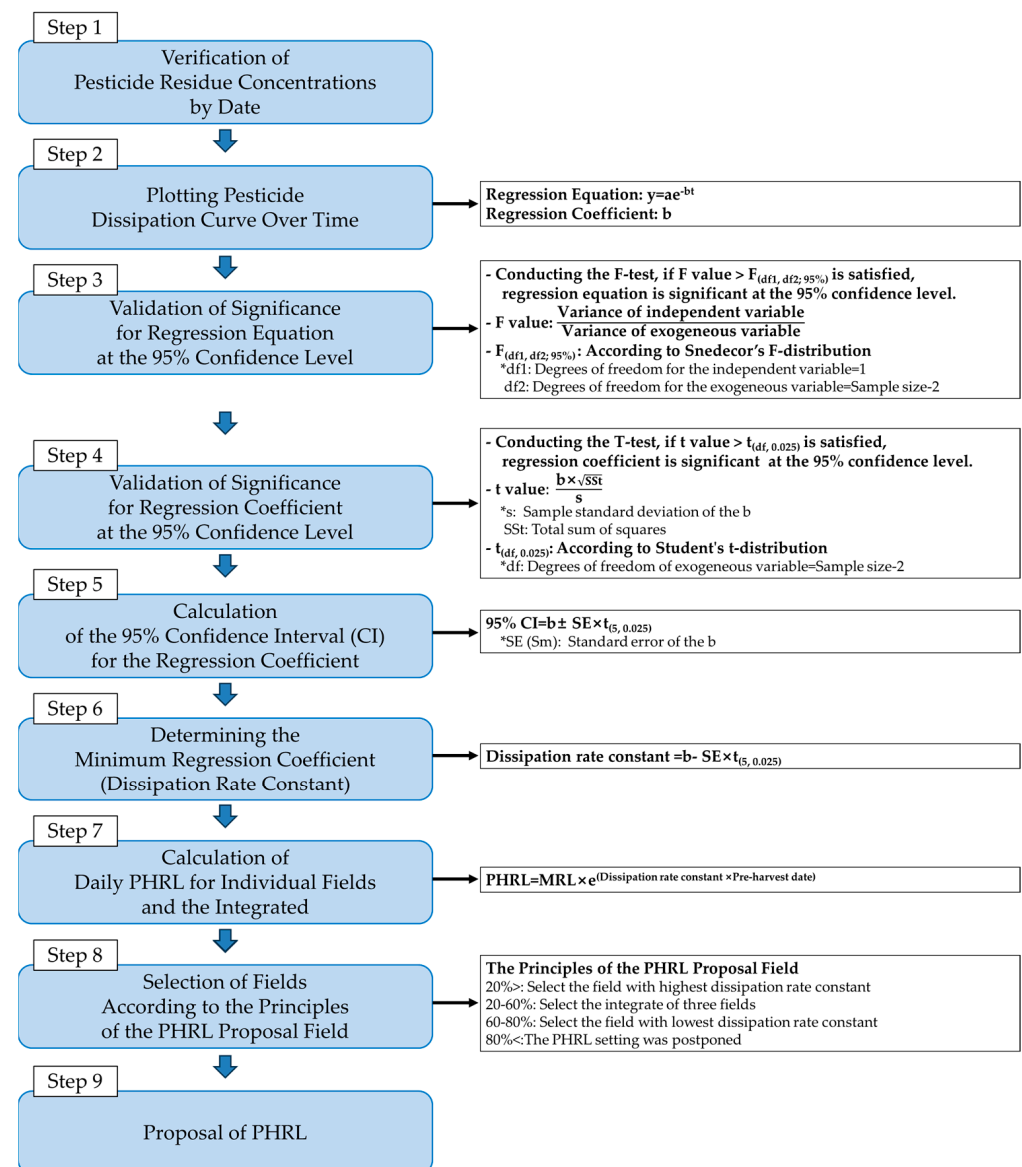 Step 1
Verification of
Pesticide Residue Concentrations
by Date
Step 2
Plotting Pesticide
Dissipation Curve Over Time
Regression Equation: y=ae^-bt
Regression Coefficient: b
Step 3
Validation of Significance
for Regression Equation
at the 95% Confidence Level
- Conducting the F-test, if F value > F(df1, df2; 95%) is satisfied,
regression equation is significant at the 95% confidence level.
- F value: Variance of independent variable
Variance of exogeneous variable
- F(df1, df2; 95%): According to Snedecor’s F-distribution
*df1: Degrees of freedom for the independent variable=1
df2: Degrees of freedom for the exogeneous variable=Sample size-2
Step 4
Validation of Significance
for Regression Coefficient
at the 95% Confidence Level
- Conducting the T-test, if t value > t(df, 0.025) is satisfied,
regression coefficient is significant at the 95% confidence level.
- t value: b×√SSt
s
*s: Sample standard deviation of the b
SSt: Total sum of squares
- t(df, 0.025): According to Student's t-distribution
*df: Degrees of freedom of exogeneous variable=Sample size-2
Step 5
Calculation
of the 95% Confidence Interval (CI)
for the Regression Coefficient
95% CI=b± SE×t(5, 0.025)
*SE (Sm): Standard error of the b
Step 6
Determining the
Minimum Regression Coefficient
(Dissipation Rate Constant)
Dissipation rate constant =b- SE×t(5, 0.025)
Step 7
Calculation of
Daily PHRL for Individual Fields
and the Integrated
PHRL=MRL×e(Dissipation rate constant ×Pre-harvest date)
Step 8
Selection of Fields
According to the Principles
of the PHRL Proposal Field
The Principles of the PHRL Proposal Field
20%>: Select the field with highest dissipation rate constant
20-60%: Select the integrate of three fields
60-80%: Select the field with lowest dissipation rate constant
80%<:The PHRL setting was postponed
Step 9
Proposal of PHRL